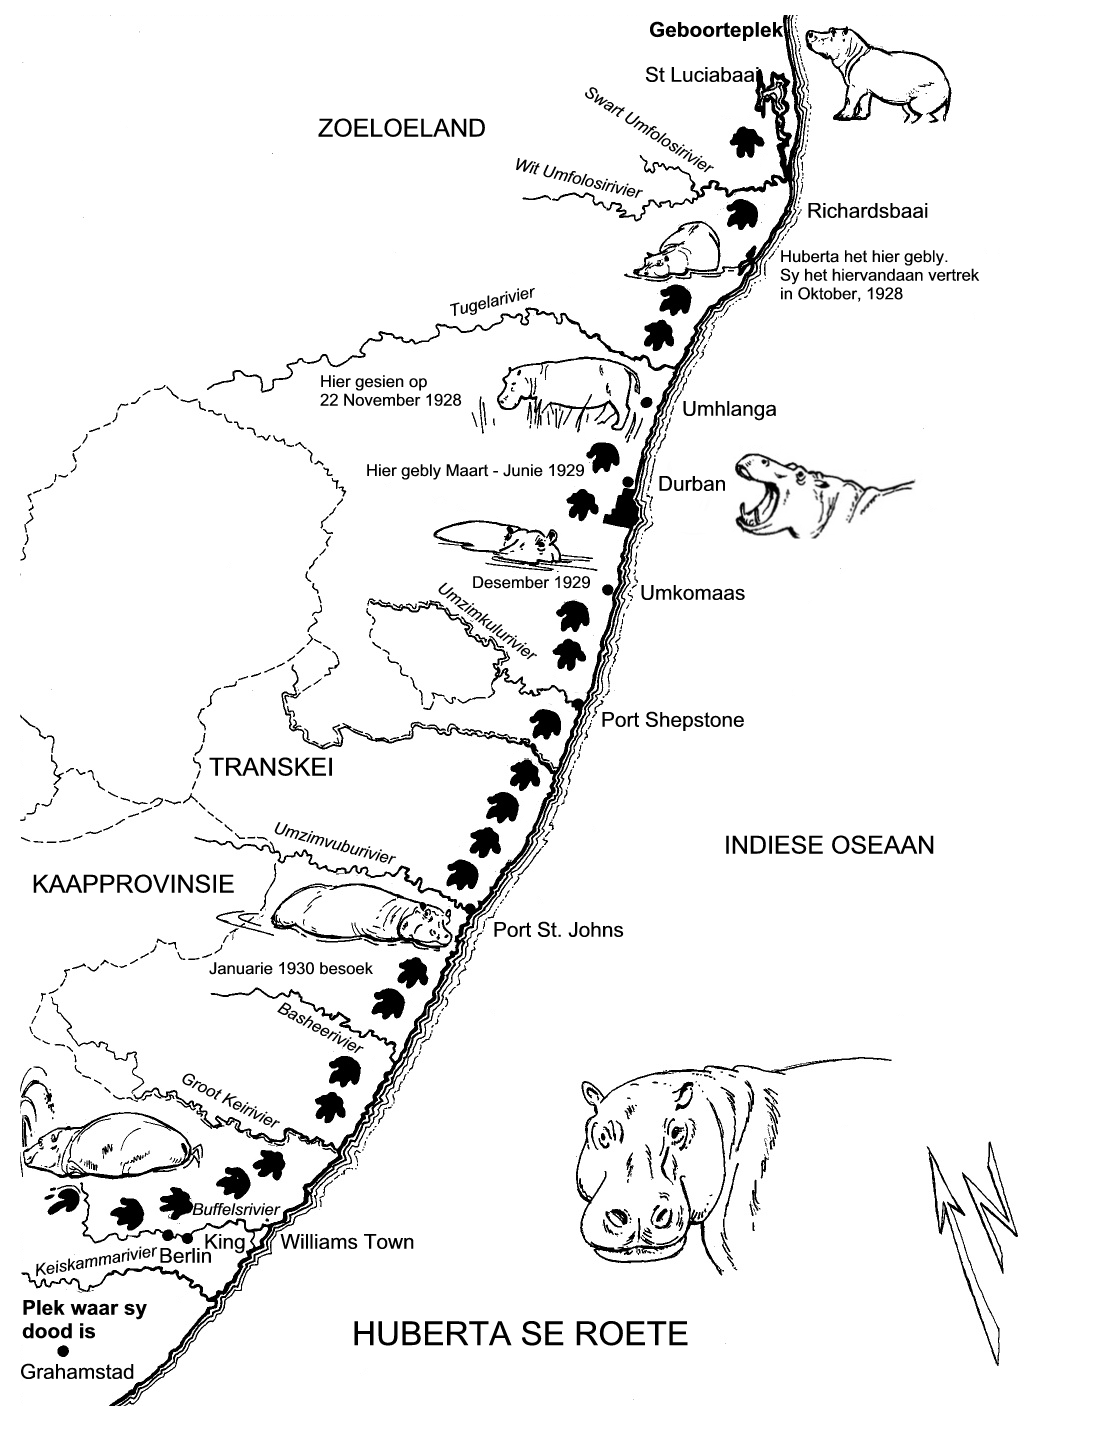 Geboorteplek
St Luciabaai
Swart Umfolosirivier
ZOELOELAND
Wit Umfolosirivier
Richardsbaai
Huberta het hier gebly.
Sy het hiervandaan vertrek
in Oktober, 1928
Tugelarivier
Hier gesien op
22 November 1928
Umhlanga
Hier gebly Maart - Junie 1929
Durban
Desember 1929
Umkomaas
Umzimkulurivier
Port Shepstone
TRANSKEI
Umzimvuburivier
INDIESE OSEAAN
KAAPPROVINSIE
Port St. Johns
Januarie 1930 besoek
Basheerivier
Groot Keirivier
Buffelsrivier
King Williams Town
Berlin
Keiskammarivier
Plek waar sy
dood is
Grahamstad
HUBERTA SE ROETE
N